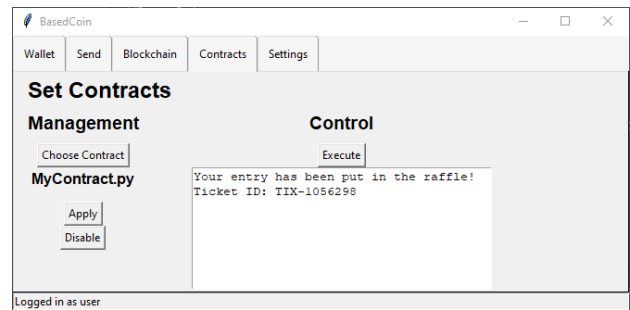 BasedCoin
Wallet Send Blockchain Contracts Settings
Set Contracts
Management Control
Choose Contract Execute
MyContract.py
Your entry has been put in the raffle!
Ticket ID: TIX-1056298
Apply
Disable
Logged in as user